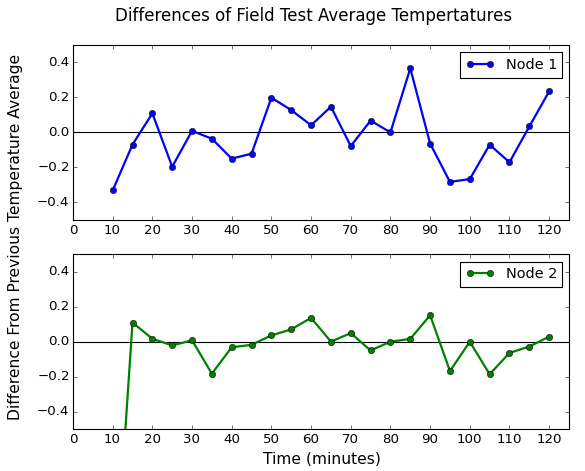 Differences of Field Test Average Tempertatures
Difference From Previous Temperature Average
0.4
0.2
0.0
−0.2
−0.4
Node 1
0 10 20 30 40 50 60 70 80 90 100 110 120
0.4
0.2
0.0
−0.2
−0.4
Node 2
0 10 20 30 40 50 60 70 80 90 100 110 120
Time (minutes)